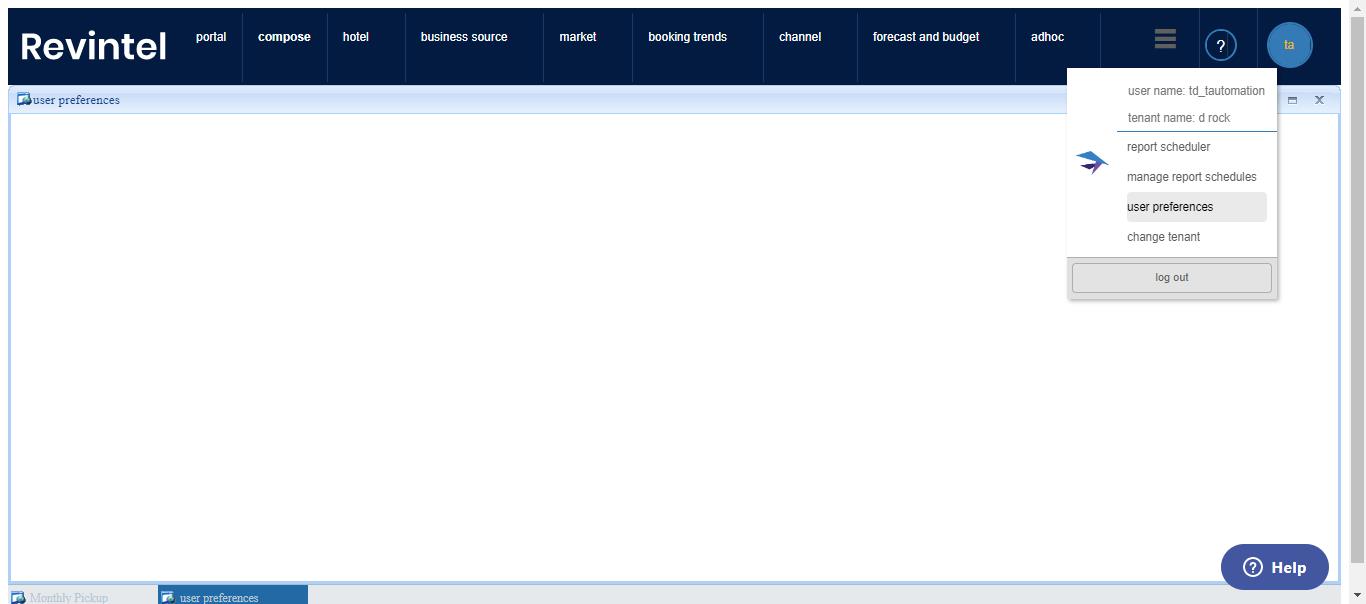 Revintel
portal
compose
hotel
business source
market
booking trends
channel
forecast and budget
adhoc
?
ta
user preferences
user name: td_tautomation
tenant name: d rock
report scheduler
manage report schedules
user preferences
change tenant
log out
? Help
Monthly Pickup
user preferences